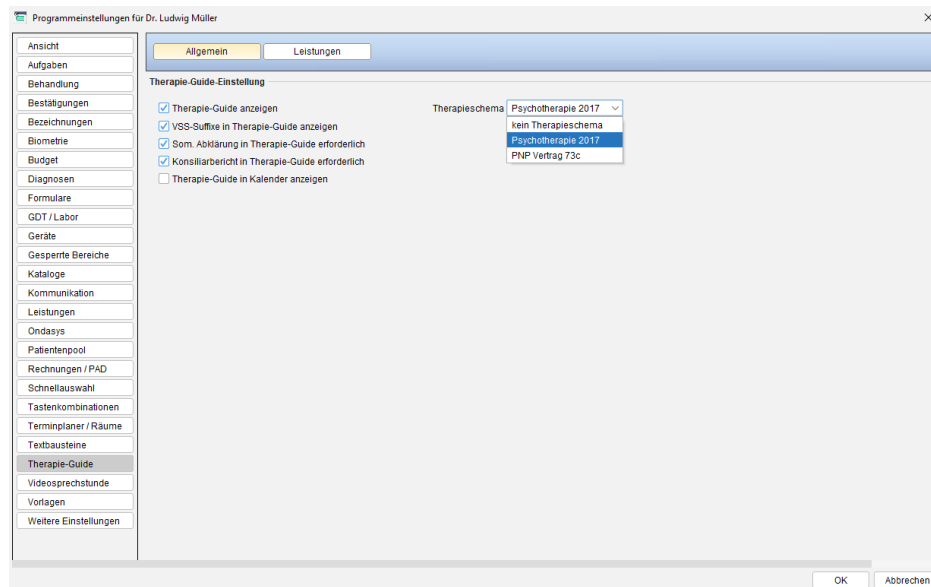 Programmeinstellungen für Dr. Ludwig Müller
Ansicht
Aufgaben
Behandlung
Bestätigungen
Bezeichnungen
Biometrie
Budget
Diagnosen
Formulare
GDT / Labor
Geräte
Gesperrte Bereiche
Kataloge
Kommunikation
Leistungen
Ondasys
Patientenpool
Rechnungen / PAD
Schnellauswahl
Tastenkombinationen
Terminplaner / Räume
Textbausteine
Therapie-Guide
Videosprechstunde
Vorlagen
Weitere Einstellungen
Allgemein
Leistungen
Therapie-Guide-Einstellung
Therapie-Guide anzeigen
VSS-Suffixe in Therapie-Guide anzeigen
Som. Abklärung in Therapie-Guide erforderlich
Konsiliarbericht in Therapie-Guide erforderlich
Therapie-Guide in Kalender anzeigen
Therapieschema
Psychotherapie 2017
kein Therapieschema
Psychotherapie 2017
PNP Vertrag 73c
OK
Abbrechen